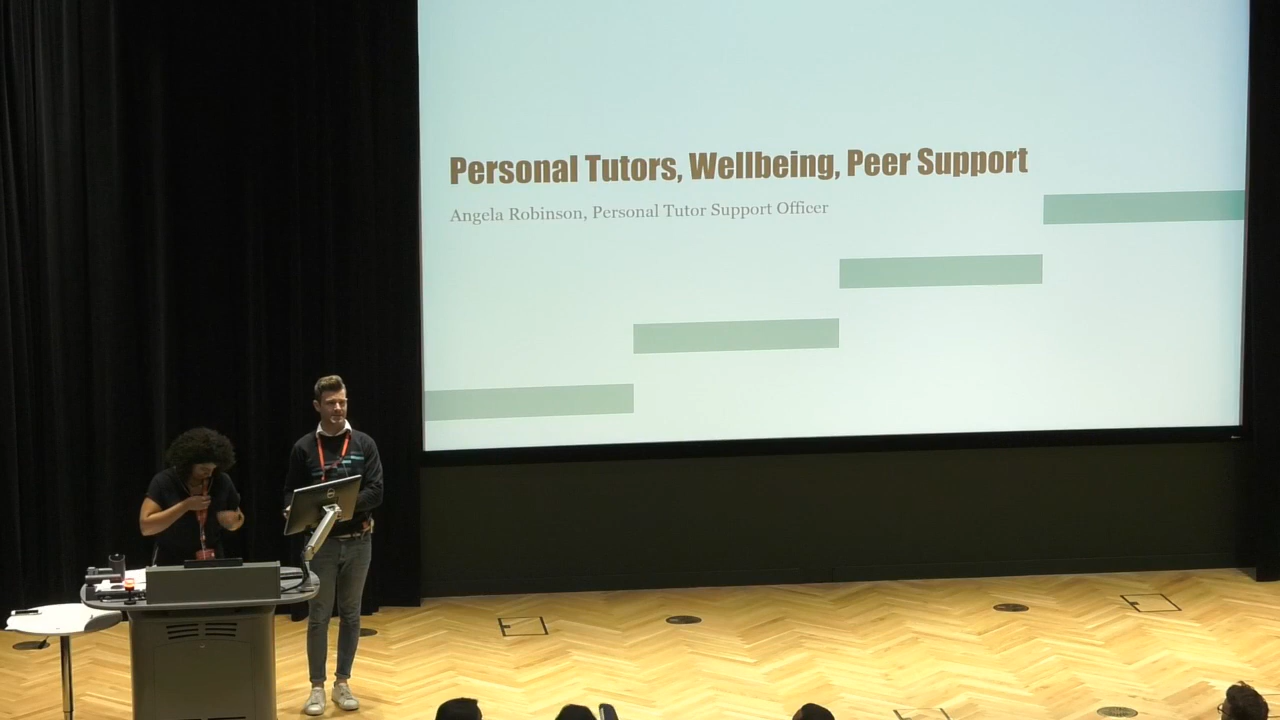 Personal Tutors, Wellbeing, Peer Support
Angela Robinson, Personal Tutor Support Officer